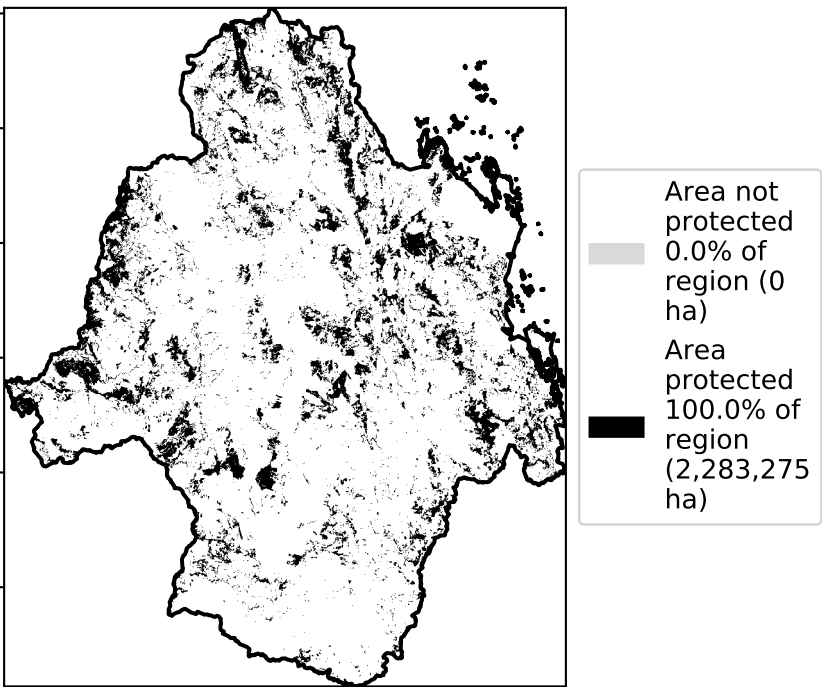 Area not
protected
0.0% of
region (0
ha)
Area
protected
100.0% of
region
(2,283,275
ha)